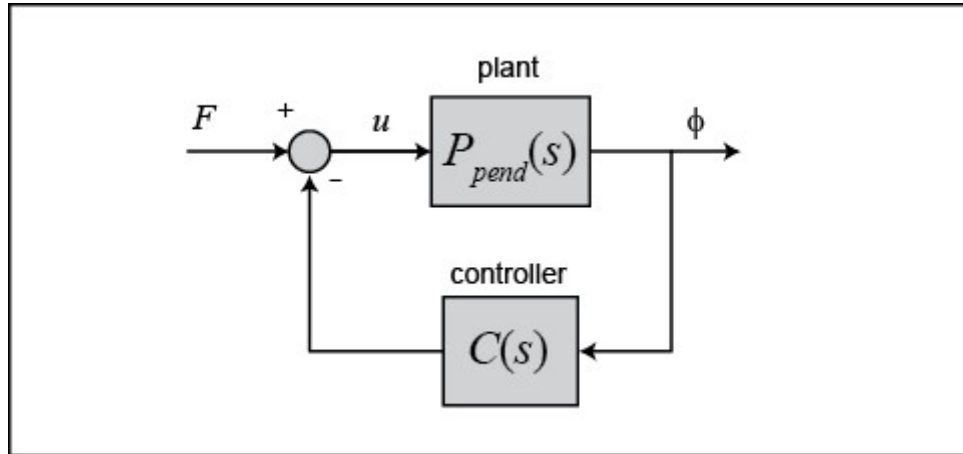 plant
+
F
u
P_pend(s)
ϕ
-
controller
C(s)